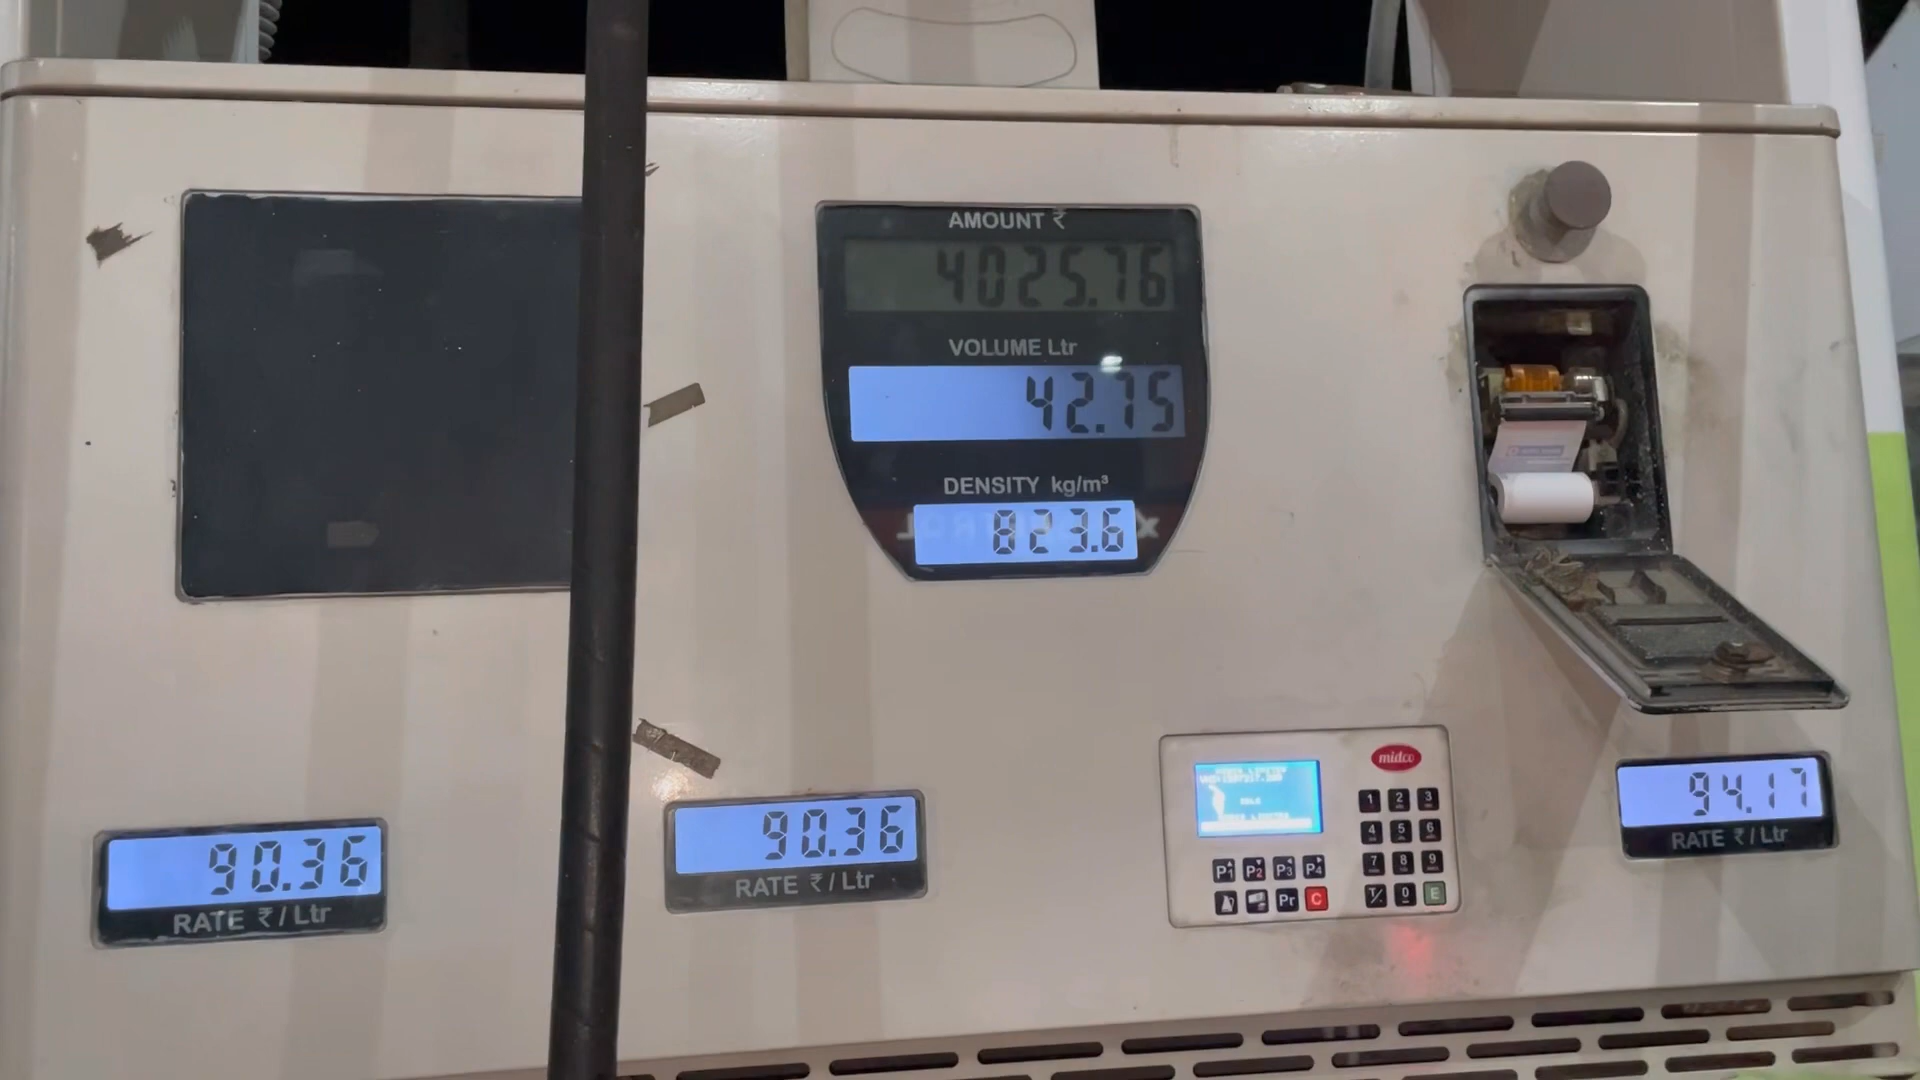 AMOUNT ₹
4025.76
VOLUME Ltr
42.75
DENSITY kg/m³
823.6
90.36
RATE ₹/Ltr
90.36
RATE ₹/Ltr
midco
1 2 3
4 5 6
7 8 9
0 E
P1 P2 P3 P4
Pr C
94.17
RATE ₹/Ltr